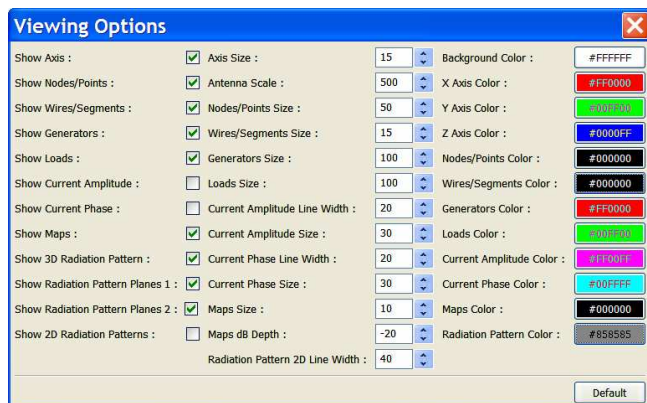 Viewing Options
Show Axis : Axis Size : 15 Background Color : #FFFFFF
Show Nodes/Points : Antenna Scale : 500 X Axis Color : #FF0000
Show Wires/Segments : Nodes/Points Size : 50 Y Axis Color : #00FF00
Show Generators : Wires/Segments Size : 15 Z Axis Color : #0000FF
Show Loads : Generators Size : 100 Nodes/Points Color : #000000
Show Current Amplitude : Loads Size : 100 Wires/Segments Color : #000000
Show Current Phase : Current Amplitude Line Width : 20 Generators Color : #FF0000
Show Maps : Current Amplitude Size : 30 Loads Color : #00FF00
Show 3D Radiation Pattern : Current Phase Line Width : 20 Current Amplitude Color : #FF00FF
Show Radiation Pattern Planes 1 : Current Phase Size : 30 Current Phase Color : #00FFFF
Show Radiation Pattern Planes 2 : Maps Size : 10 Maps Color : #000000
Show 2D Radiation Patterns : Maps dB Depth : -20 Radiation Pattern Color : #858585
Radiation Pattern 2D Line Width : 40
Default